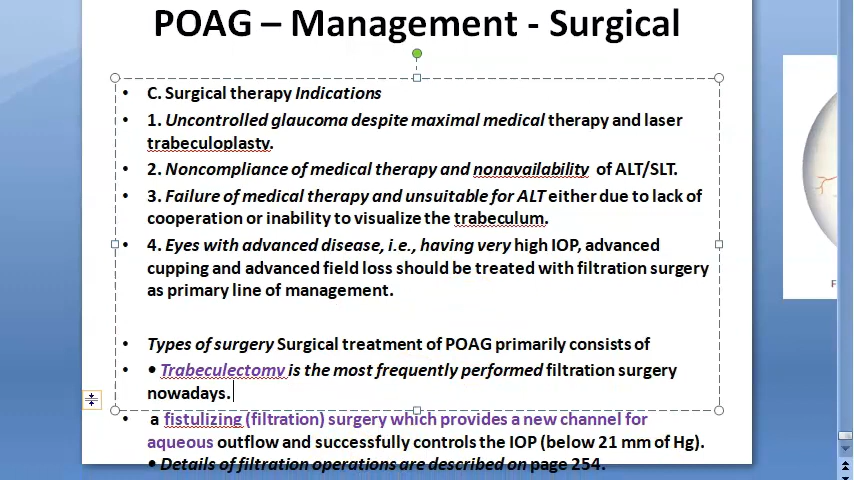 POAG – Management - Surgical
• C. Surgical therapy Indications
• 1. Uncontrolled glaucoma despite maximal medical therapy and laser
trabeculoplasty.
• 2. Noncompliance of medical therapy and nonavailability of ALT/SLT.
• 3. Failure of medical therapy and unsuitable for ALT either due to lack of
cooperation or inability to visualize the trabeculum.
• 4. Eyes with advanced disease, i.e., having very high IOP, advanced
cupping and advanced field loss should be treated with filtration surgery
as primary line of management.
• Types of surgery Surgical treatment of POAG primarily consists of
• • Trabeculectomy is the most frequently performed filtration surgery
nowadays.
• a fistulizing (filtration) surgery which provides a new channel for
aqueous outflow and successfully controls the IOP (below 21 mm of Hg).
• Details of filtration operations are described on page 254.
F